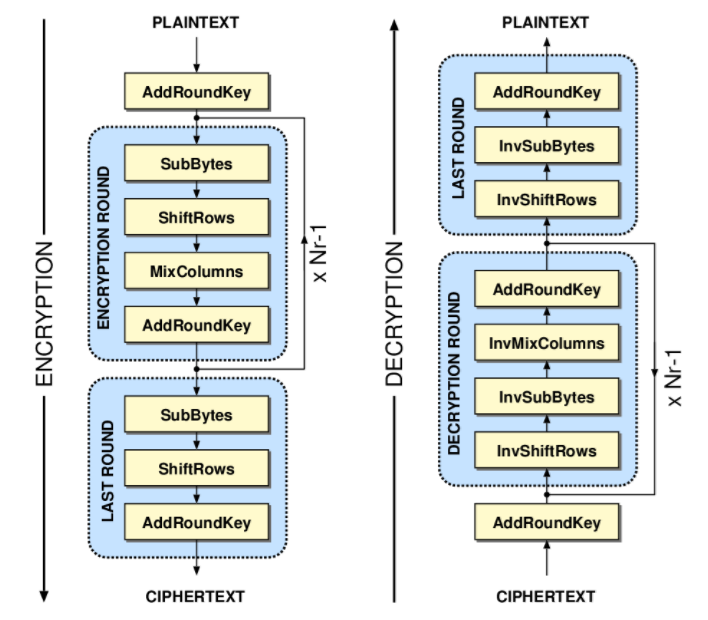 PLAINTEXT
AddRoundKey
ENCRYPTION ROUND
SubBytes
ShiftRows
MixColumns
AddRoundKey
x Nr-1
LAST ROUND
SubBytes
ShiftRows
AddRoundKey
CIPHERTEXT
ENCRYPTION
PLAINTEXT
LAST ROUND
AddRoundKey
InvSubBytes
InvShiftRows
DECRYPTION ROUND
AddRoundKey
InvMixColumns
InvSubBytes
InvShiftRows
x Nr-1
AddRoundKey
CIPHERTEXT
DECRYPTION